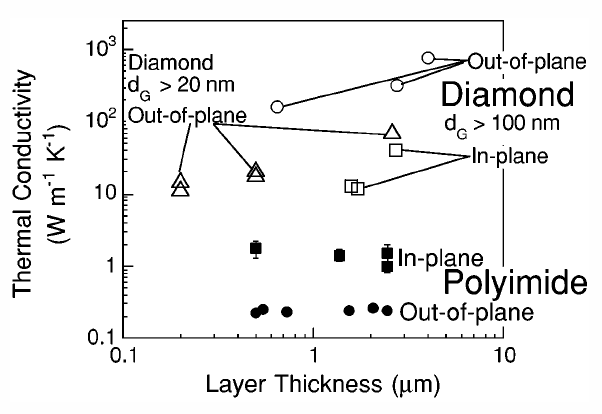 10³
10²
10
1
0.1
0.1
1
10
Thermal Conductivity
(W m⁻¹ K⁻¹)
Layer Thickness (μm)
Diamond
d_G > 20 nm
Out-of-plane
Out-of-plane
Diamond
d_G > 100 nm
In-plane
In-plane
Polyimide
Out-of-plane